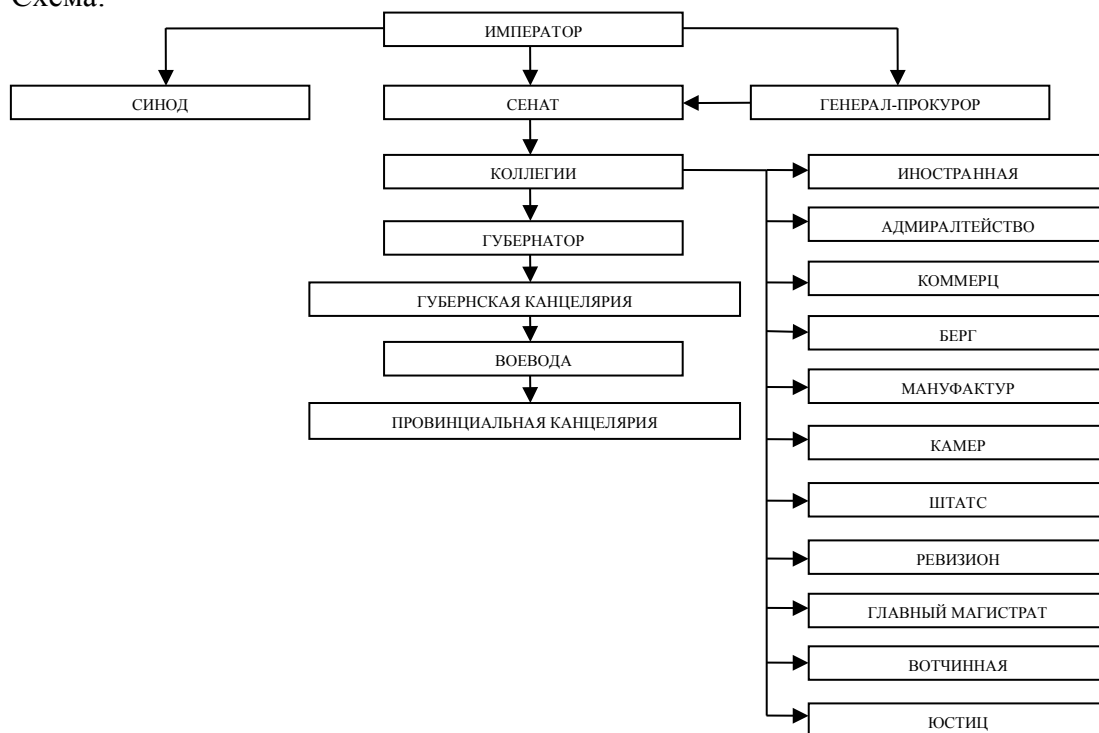 Схема:
ИМПЕРАТОР
СИНОД
СЕНАТ
ГЕНЕРАЛ-ПРОКУРОР
КОЛЛЕГИИ
ИНОСТРАННАЯ
ГУБЕРНАТОР
АДМИРАЛТЕЙСТВО
ГУБЕРНСКАЯ КАНЦЕЛЯРИЯ
КОММЕРЦ
ВОЕВОДА
БЕРГ
ПРОВИНЦИАЛЬНАЯ КАНЦЕЛЯРИЯ
МАНУФАКТУР
КАМЕР
ШТАТС
РЕВИЗИОН
ГЛАВНЫЙ МАГИСТРАТ
ВОТЧИННАЯ
ЮСТИЦ